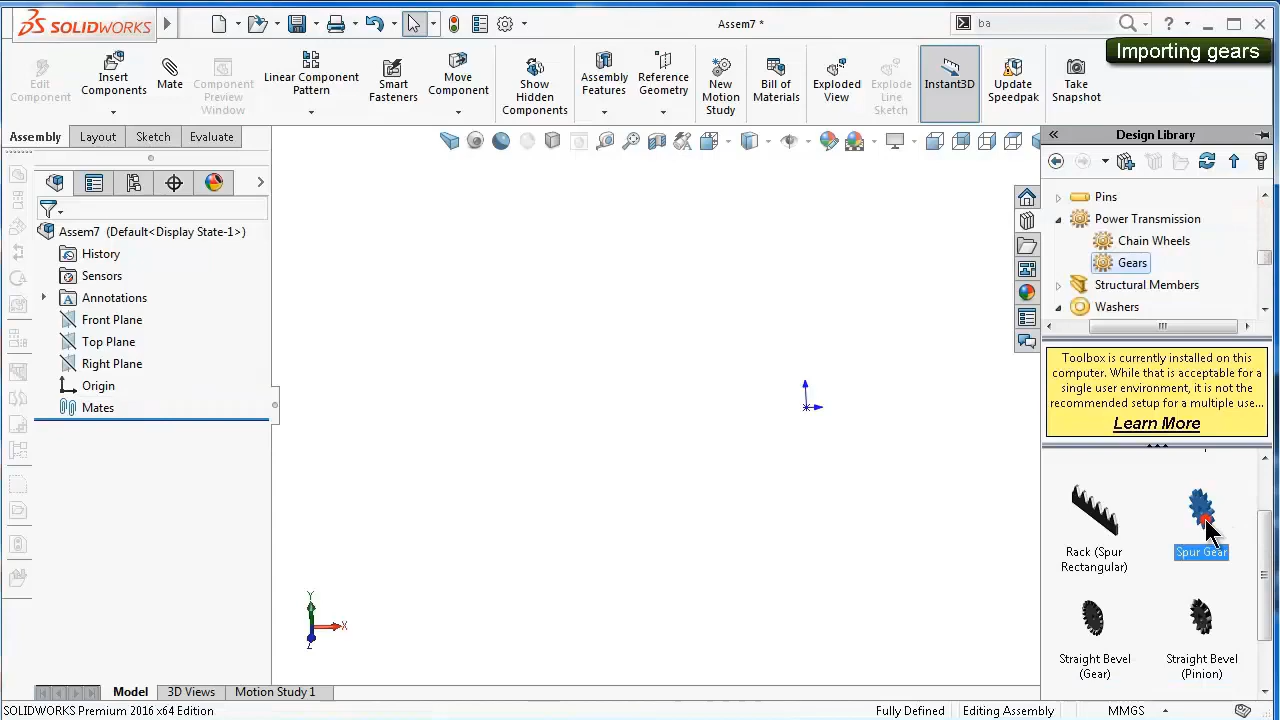 SOLIDWORKS
Assem7 *
ba
Importing gears
Edit
Component
Insert
Components
Mate
Component
Preview
Window
Linear Component
Pattern
Smart
Fasteners
Move
Component
Show
Hidden
Components
Assembly
Features
Reference
Geometry
New
Motion
Study
Bill of
Materials
Exploded
View
Explode
Line
Sketch
Instant3D
Update
Speedpak
Take
Snapshot
Assembly
Layout
Sketch
Evaluate
Design Library
Assem7 (Default<Display State-1>)
History
Sensors
Annotations
Front Plane
Top Plane
Right Plane
Origin
Mates
Pins
Power Transmission
Chain Wheels
Gears
Structural Members
Washers
Toolbox is currently installed on this
computer. While that is acceptable for a
single user environment, it is not the
recommended setup for a multiple use...
Learn More
Rack (Spur
Rectangular)
Spur Gear
Straight Bevel
(Gear)
Straight Bevel
(Pinion)
Y
X
Z
Model
3D Views
Motion Study 1
SOLIDWORKS Premium 2016 x64 Edition
Fully Defined
Editing Assembly
MMGS